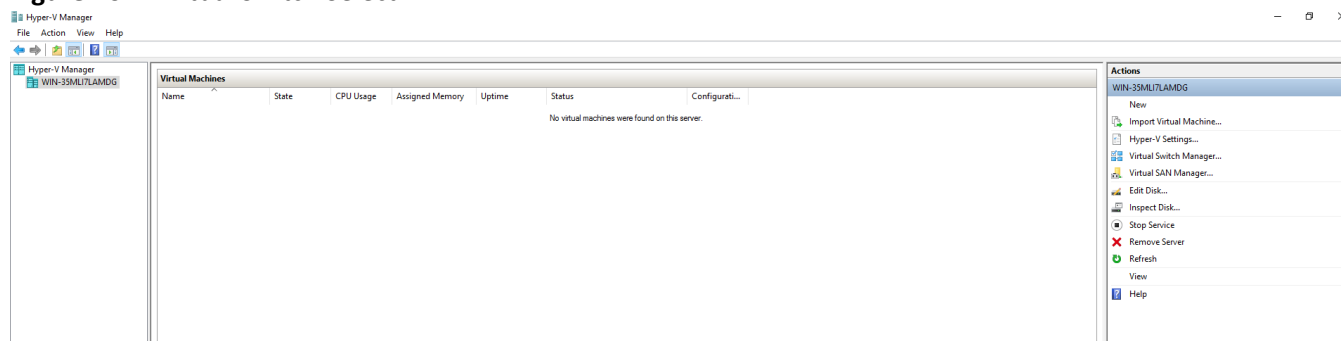 Hyper-V Manager
File Action View Help
Hyper-V Manager
WIN-35MLI7LAMDG
Virtual Machines
Name State CPU Usage Assigned Memory Uptime Status Configurati...
No virtual machines were found on this server.
Actions
WIN-35MLI7LAMDG
New
Import Virtual Machine...
Hyper-V Settings...
Virtual Switch Manager...
Virtual SAN Manager...
Edit Disk...
Inspect Disk...
Stop Service
Remove Server
Refresh
View
Help